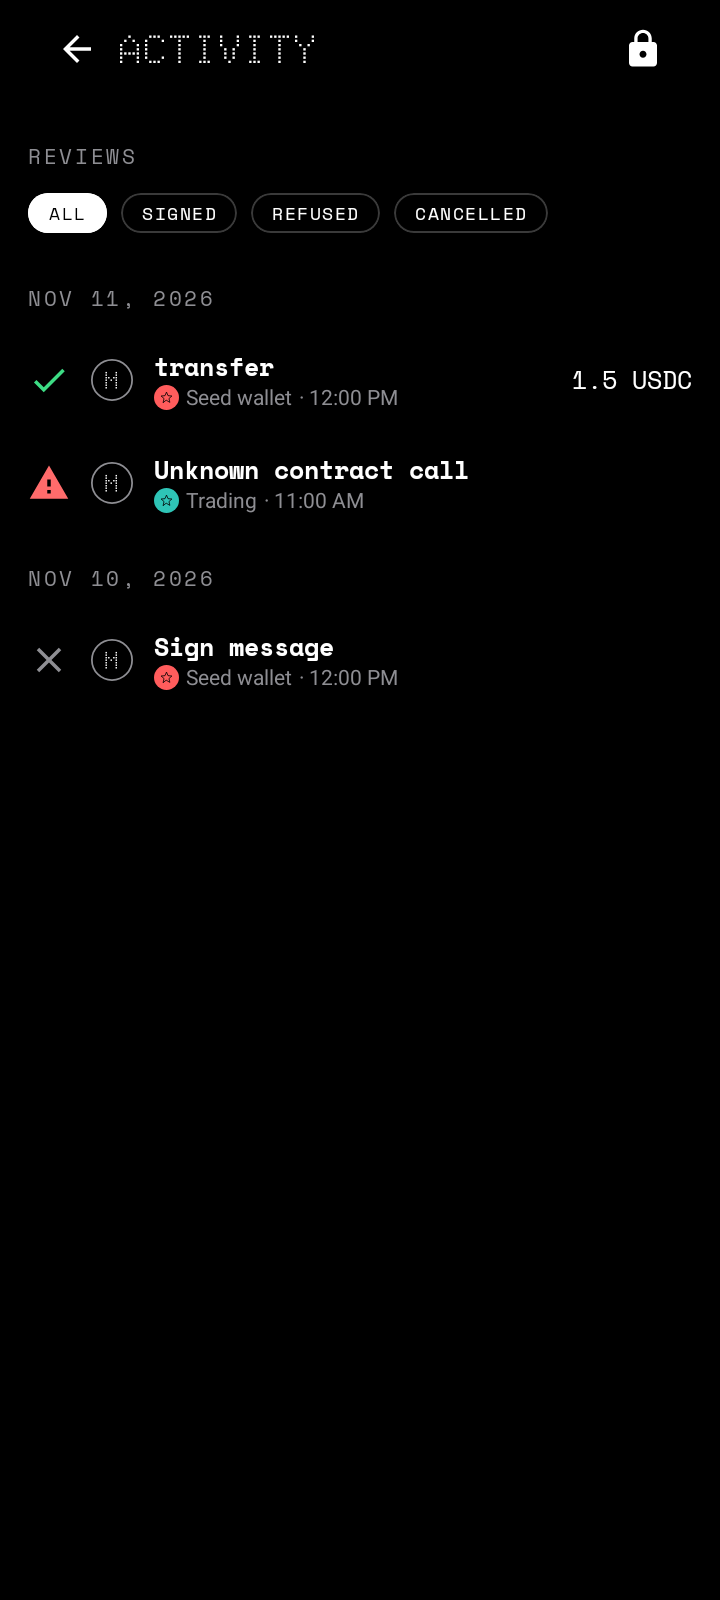 ACTIVITY
REVIEWS
ALL SIGNED REFUSED CANCELLED
NOV 11, 2026
M transfer 1.5 USDC
Seed wallet · 12:00 PM
M Unknown contract call
Trading · 11:00 AM
NOV 10, 2026
M Sign message
Seed wallet · 12:00 PM